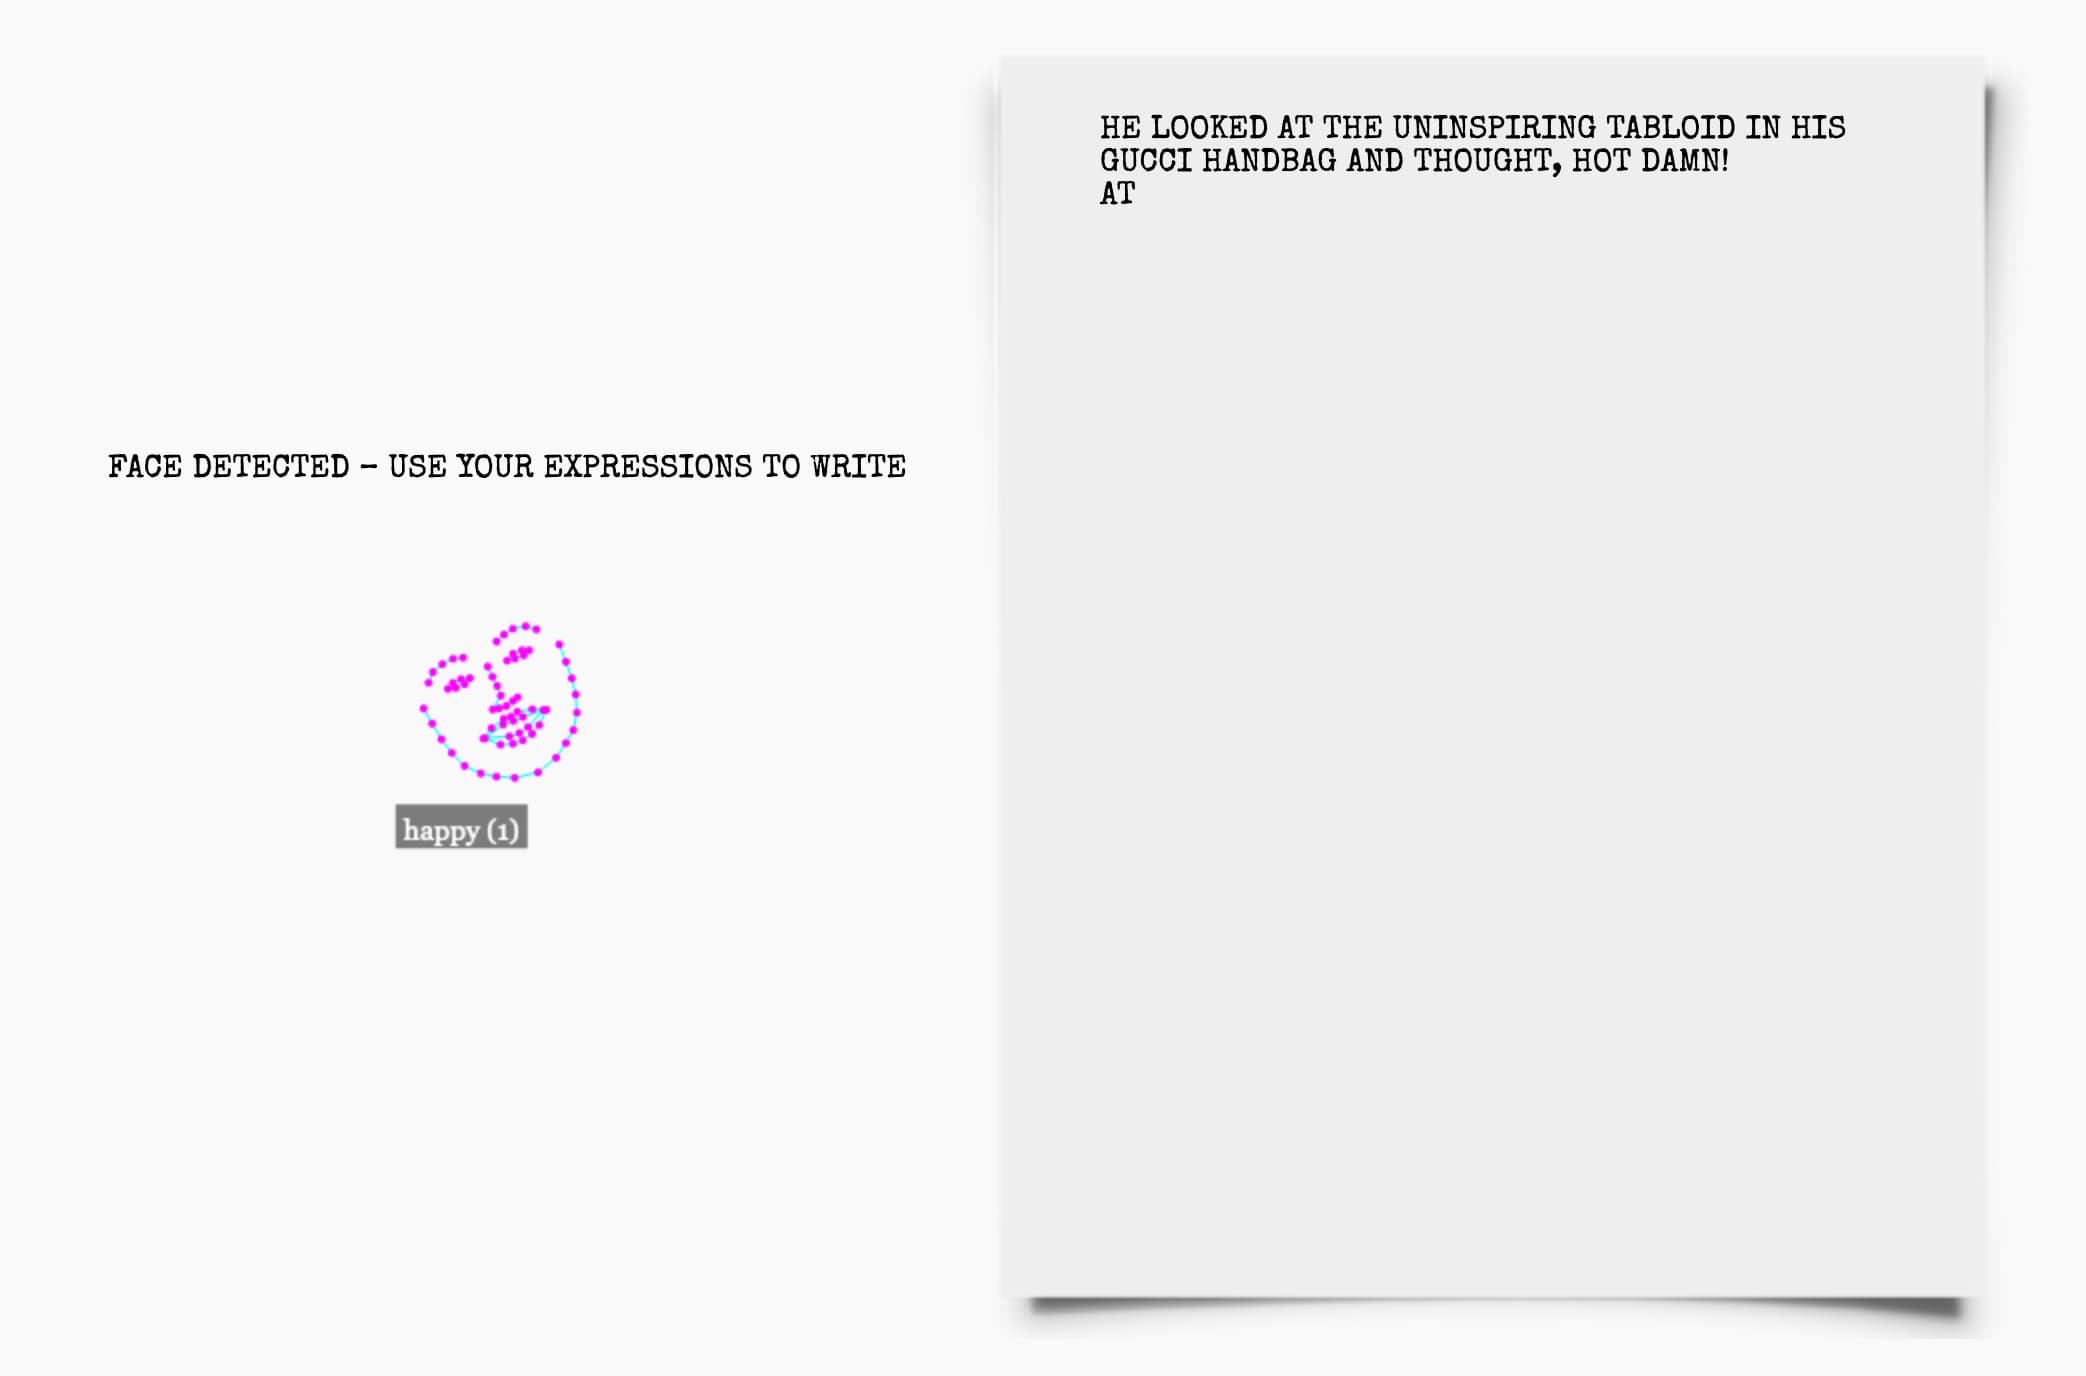 FACE DETECTED – USE YOUR EXPRESSIONS TO WRITE
happy (1)
HE LOOKED AT THE UNINSPIRING TABLOID IN HIS
GUCCI HANDBAG AND THOUGHT, HOT DAMN!
AT